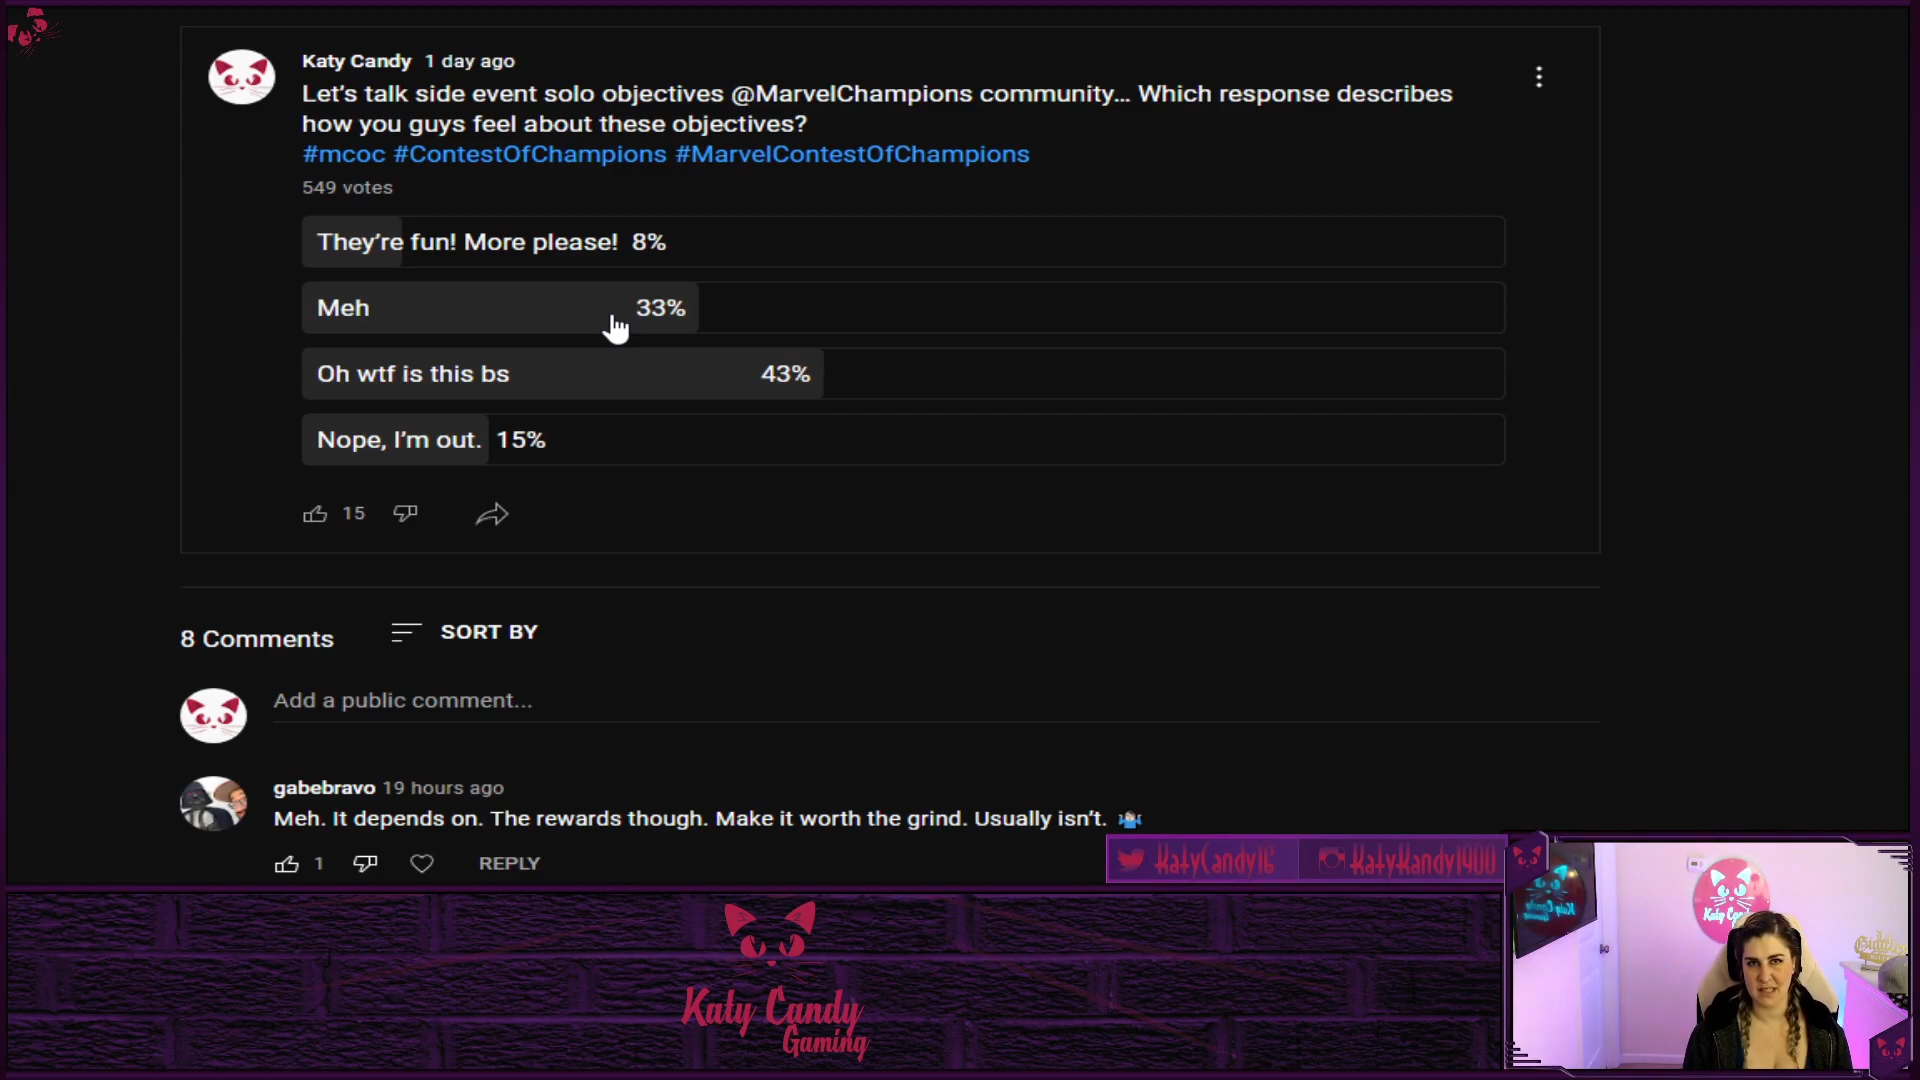 Katy Candy 1 day ago
Let's talk side event solo objectives @MarvelChampions community... Which response describes
how you guys feel about these objectives?
#mcoc #ContestOfChampions #MarvelContestOfChampions
549 votes
They're fun! More please! 8%
Meh 33%
Oh wtf is this bs 43%
Nope, I'm out. 15%
15
8 Comments SORT BY
Add a public comment...
gabebravo 19 hours ago
Meh. It depends on. The rewards though. Make it worth the grind. Usually isn't.
1 REPLY
KatyCandy16 KatyKandy1900
Katy Candy
Gaming